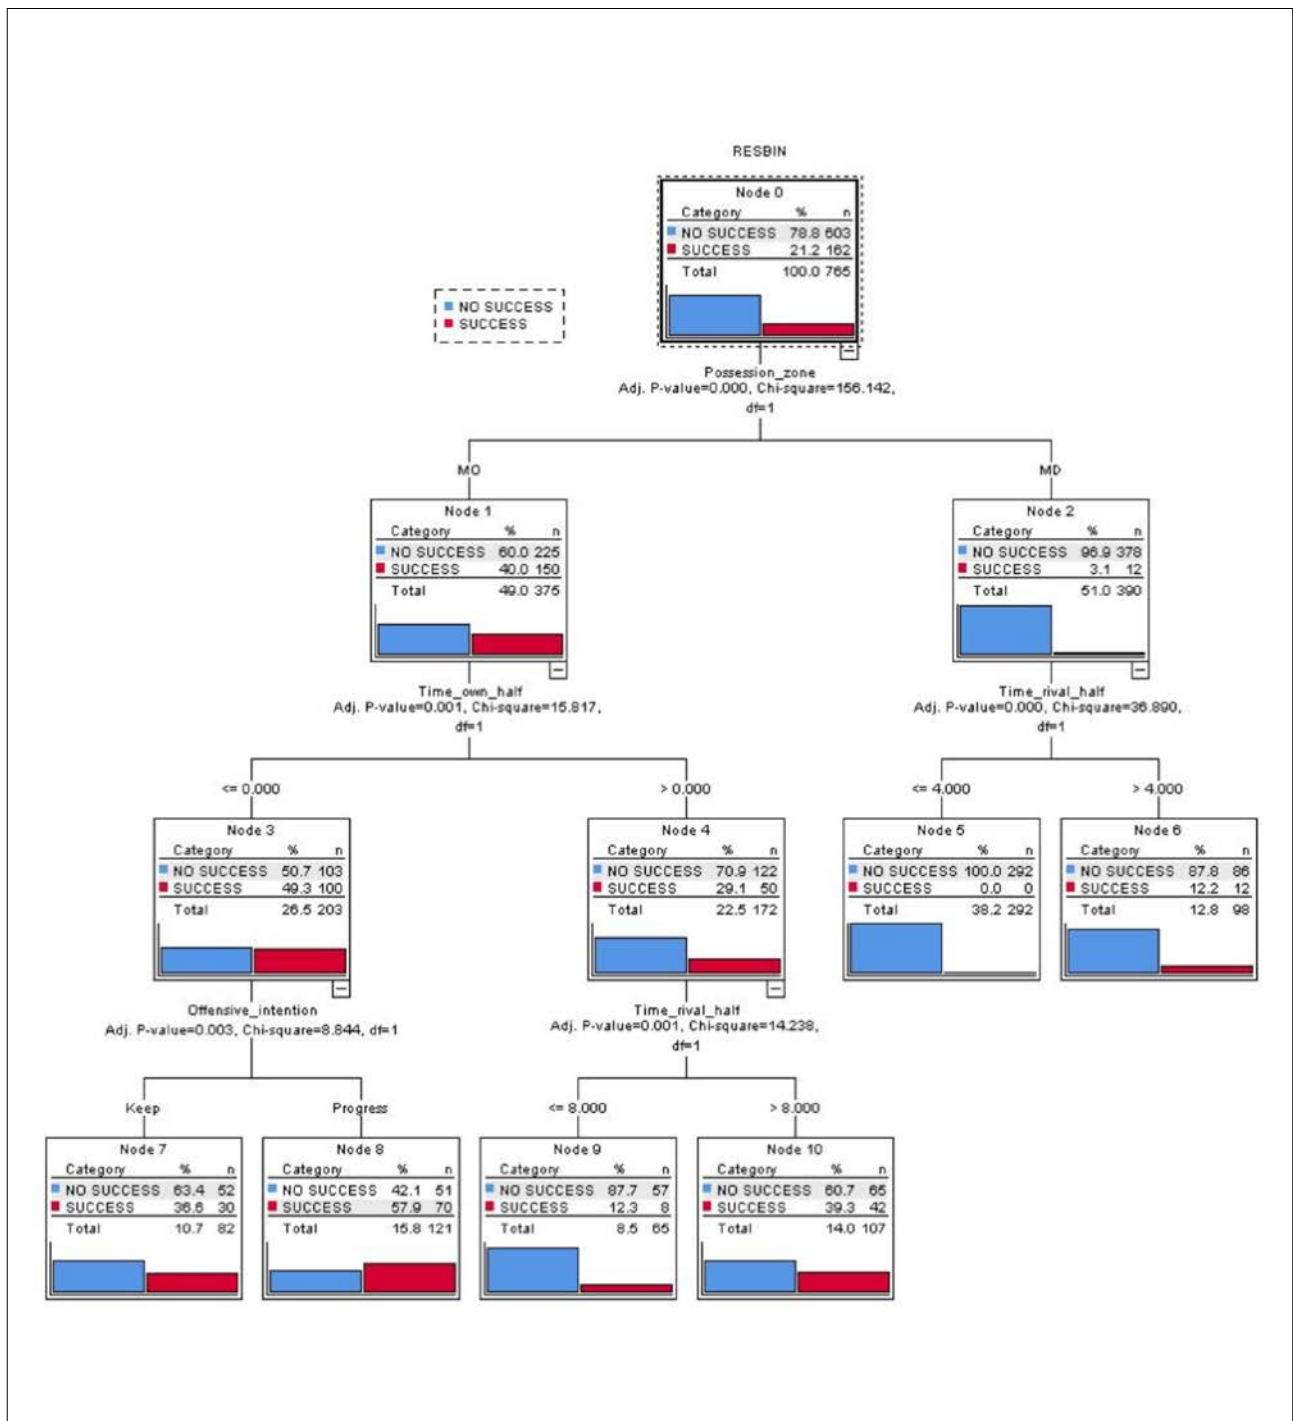 RESBIN
Node 0
Category % n
NO SUCCESS 78.8 603
SUCCESS 21.2 162
Total 100.0 765
NO SUCCESS
SUCCESS
Possession_zone
Adj. P-value=0.000, Chi-square=156.142,
df=1
MO
MD
Node 1
Category % n
NO SUCCESS 60.0 225
SUCCESS 40.0 150
Total 49.0 375
Node 2
Category % n
NO SUCCESS 96.9 378
SUCCESS 3.1 12
Total 51.0 390
Time_own_half
Adj. P-value=0.001, Chi-square=15.817,
df=1
Time_rival_half
Adj. P-value=0.000, Chi-square=36.890,
df=1
<= 0.000
> 0.000
<= 4.000
> 4.000
Node 3
Category % n
NO SUCCESS 50.7 103
SUCCESS 49.3 100
Total 26.5 203
Node 4
Category % n
NO SUCCESS 70.9 122
SUCCESS 29.1 50
Total 22.5 172
Node 5
Category % n
NO SUCCESS 100.0 292
SUCCESS 0.0 0
Total 38.2 292
Node 6
Category % n
NO SUCCESS 87.8 86
SUCCESS 12.2 12
Total 12.8 98
Offensive_intention
Adj. P-value=0.003, Chi-square=8.844, df=1
Time_rival_half
Adj. P-value=0.001, Chi-square=14.238,
df=1
Keep
Progress
<= 8.000
> 8.000
Node 7
Category % n
NO SUCCESS 63.4 52
SUCCESS 36.6 30
Total 10.7 82
Node 8
Category % n
NO SUCCESS 42.1 51
SUCCESS 57.9 70
Total 15.8 121
Node 9
Category % n
NO SUCCESS 87.7 57
SUCCESS 12.3 8
Total 8.5 65
Node 10
Category % n
NO SUCCESS 60.7 65
SUCCESS 39.3 42
Total 14.0 107